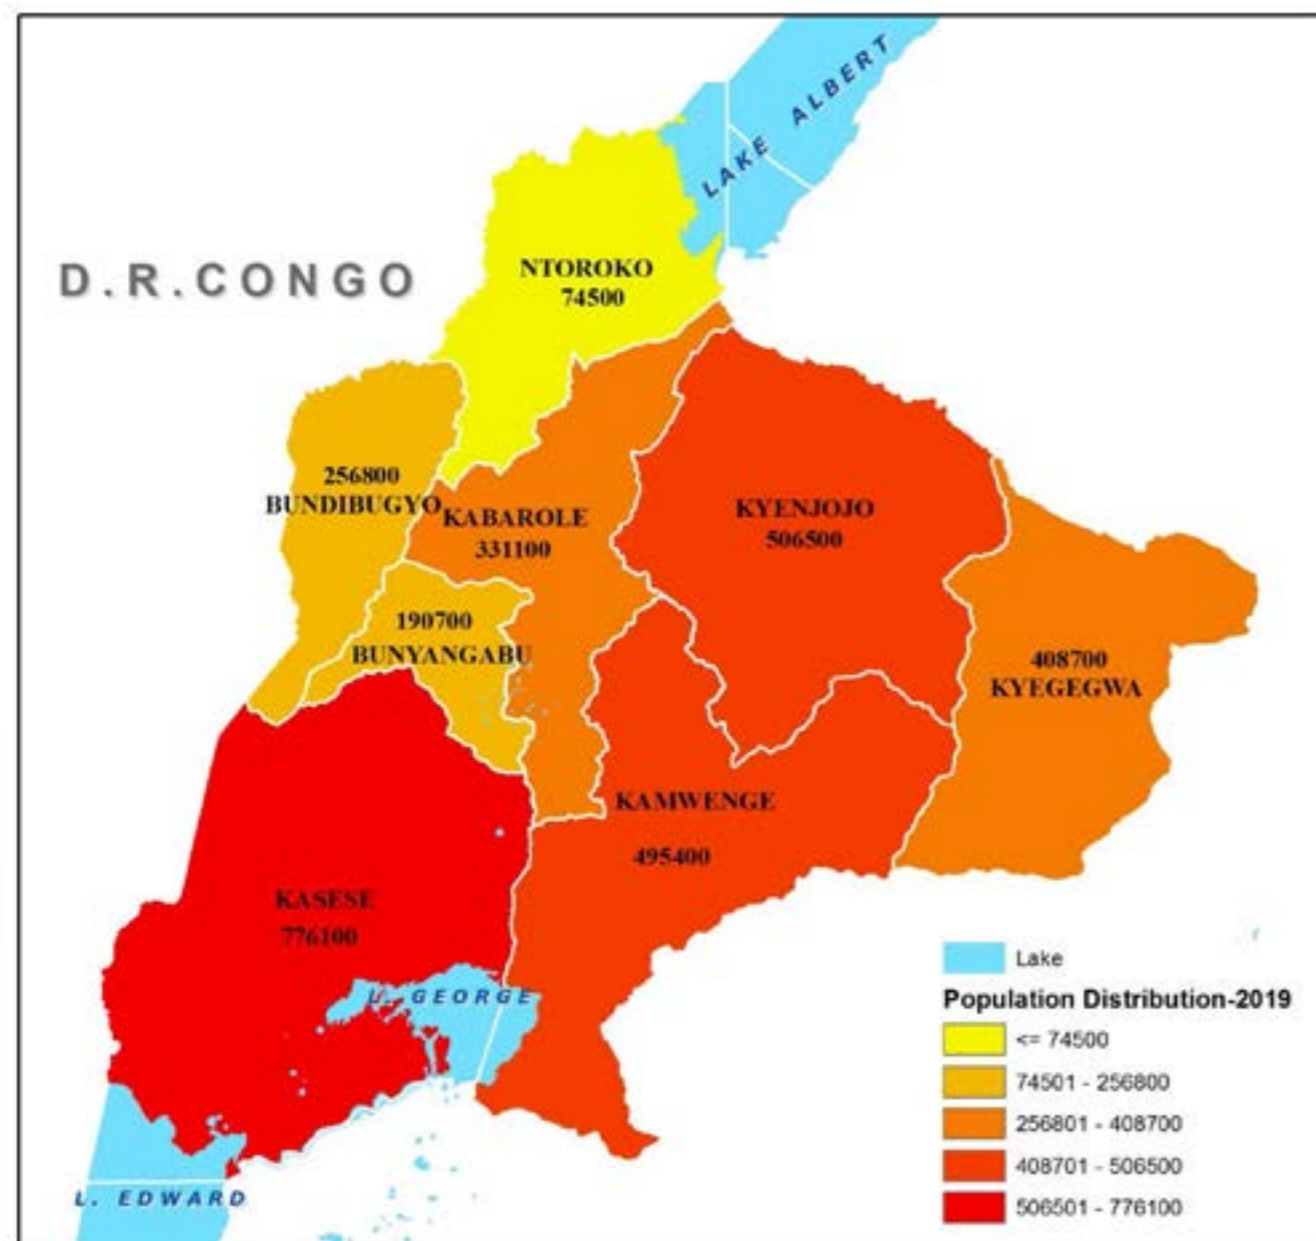 LAKE ALBERT
D.R.CONGO
NTOROKO
74500
256800
BUNDIBUGYO
KABAROLE
331100
KYENJOJO
506500
190700
BUNYANGABU
408700
KYEGEGWA
KAMWENGE
495400
KASESE
776100
L. GEORGE
L. EDWARD
Lake
Population Distribution-2019
<= 74500
74501 - 256800
256801 - 408700
408701 - 506500
506501 - 776100